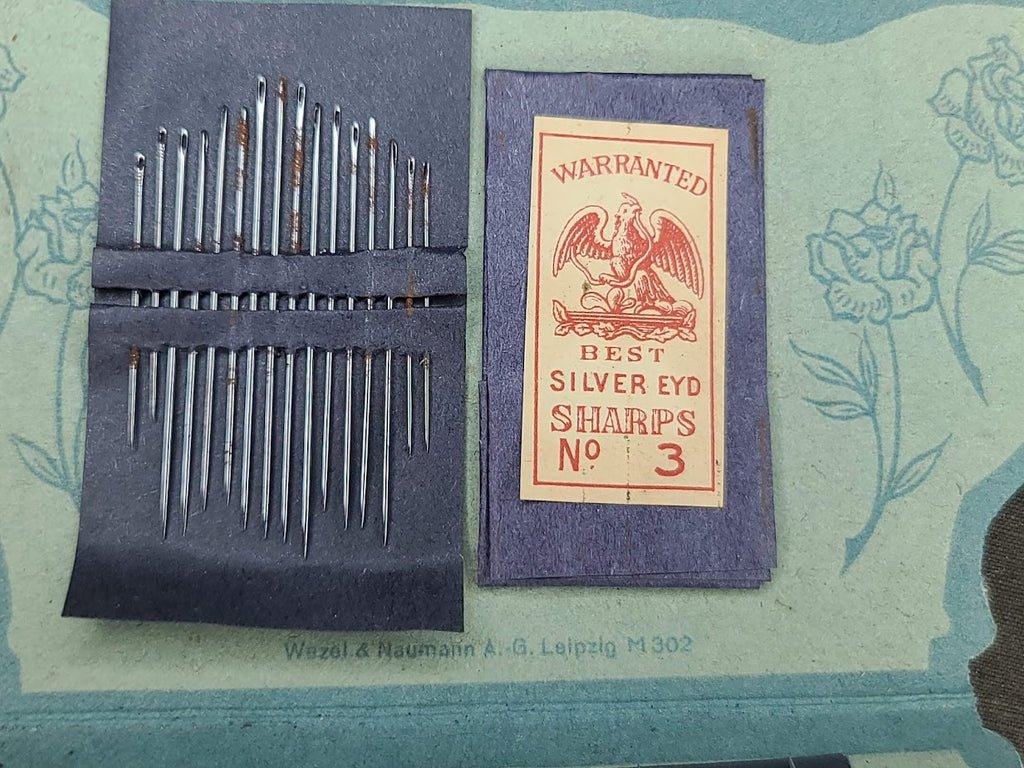 WARRANTED
BEST
SILVER EYD
SHARPS
No 3
Wezel & Naumann A.-G. Leipzig M 302